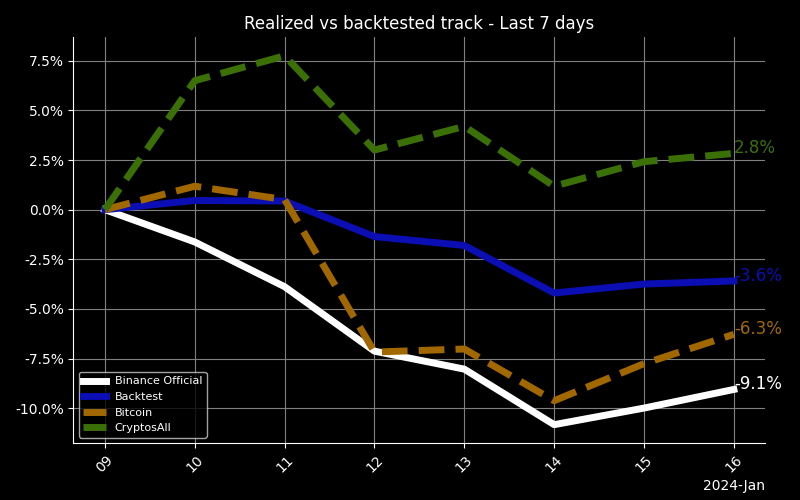 Realized vs backtested track - Last 7 days
7.5%
5.0%
2.5%
0.0%
-2.5%
-5.0%
-7.5%
-10.0%
2.8%
-3.6%
-6.3%
-9.1%
Binance Official
Backtest
Bitcoin
CryptosAll
09 10 11 12 13 14 15 16
2024-Jan